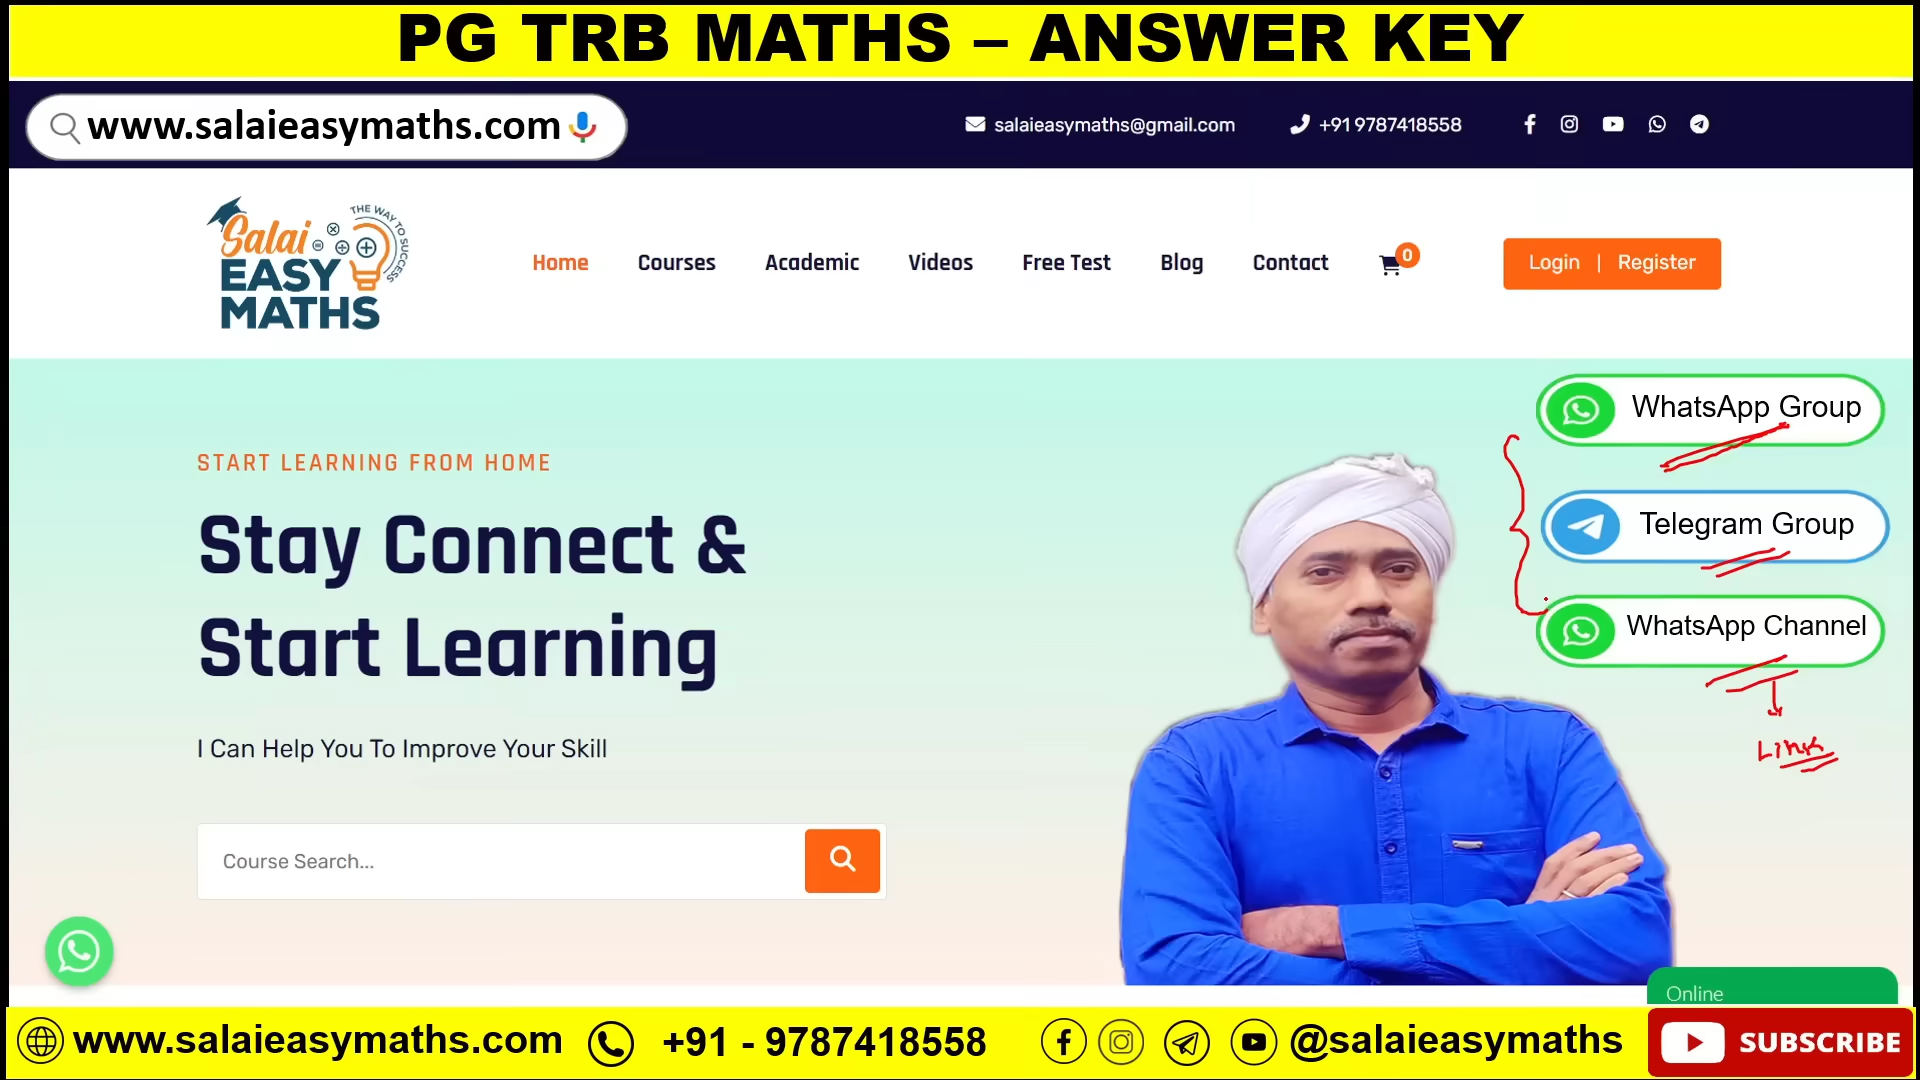 PG TRB MATHS – ANSWER KEY
www.salaieasymaths.com
salaieasymaths@gmail.com
+91 9787418558
Salai
EASY
MATHS
THE WAY TO SUCCESS
Home
Courses
Academic
Videos
Free Test
Blog
Contact
0
Login | Register
START LEARNING FROM HOME
Stay Connect &
Start Learning
I Can Help You To Improve Your Skill
Course Search...
WhatsApp Group
Telegram Group
WhatsApp Channel
Link
Online
www.salaieasymaths.com
+91 - 9787418558
@salaieasymaths
SUBSCRIBE